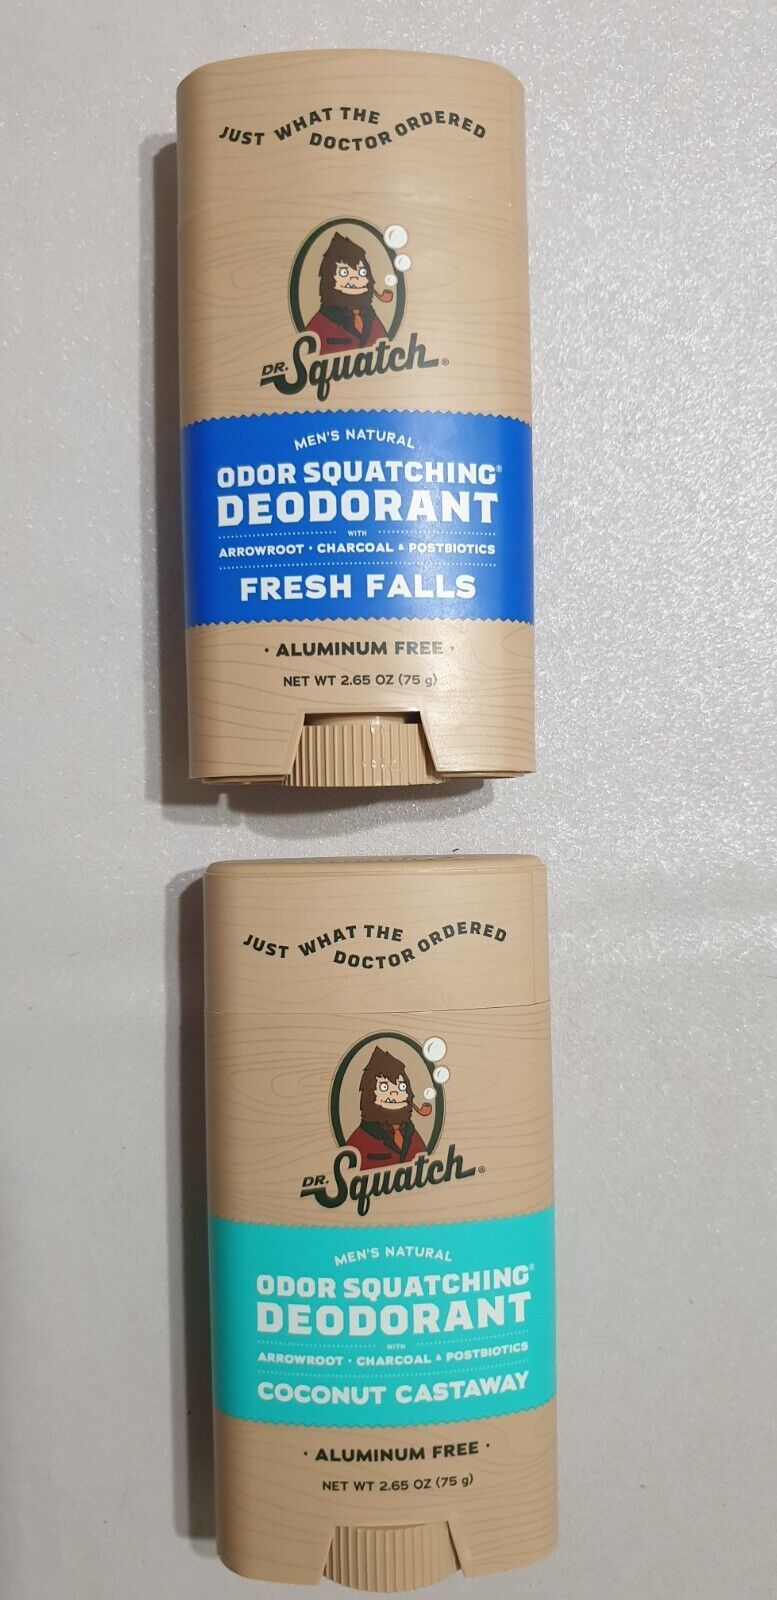 JUST WHAT THE DOCTOR ORDERED
DR. Squatch®
MEN'S NATURAL
ODOR SQUATCHING®
DEODORANT
WITH
ARROWROOT · CHARCOAL & POSTBIOTICS
FRESH FALLS
· ALUMINUM FREE ·
NET WT 2.65 OZ (75 g)
JUST WHAT THE DOCTOR ORDERED
DR. Squatch®
MEN'S NATURAL
ODOR SQUATCHING®
DEODORANT
WITH
ARROWROOT · CHARCOAL & POSTBIOTICS
COCONUT CASTAWAY
· ALUMINUM FREE ·
NET WT 2.65 OZ (75 g)